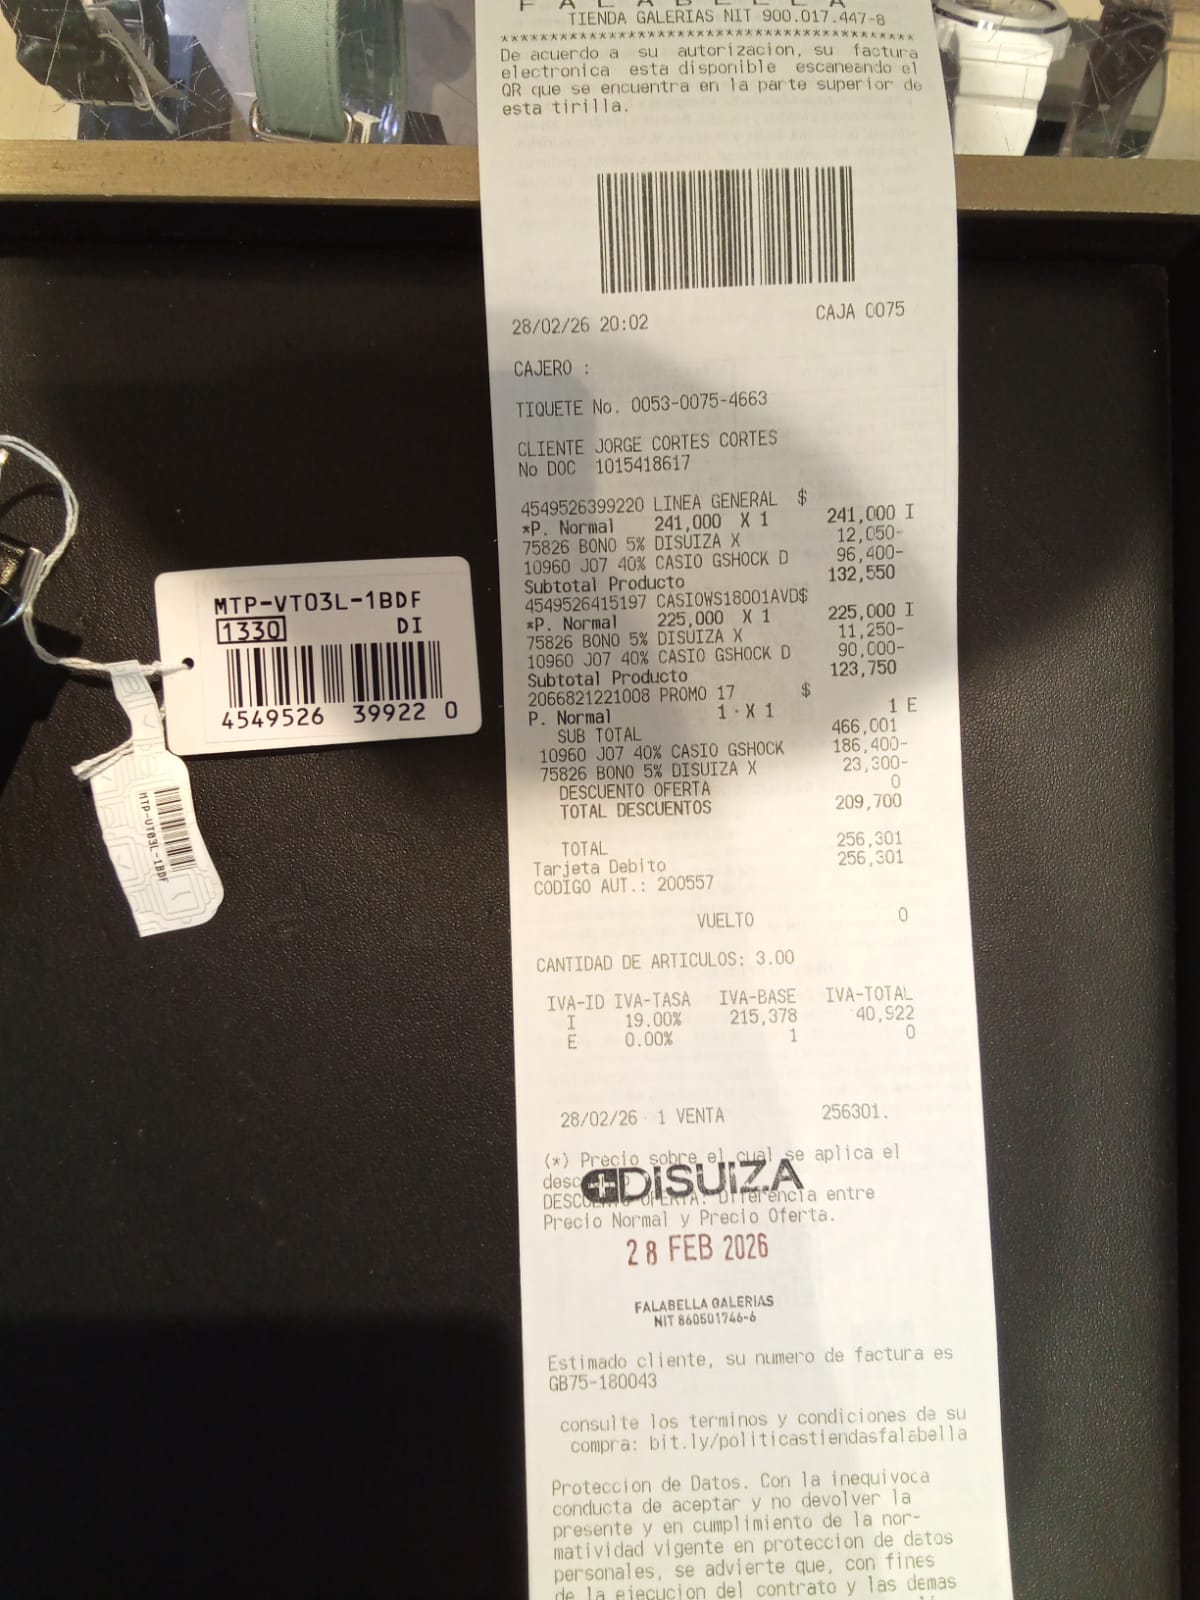 FALABELLA
TIENDA GALERIAS NIT 900.017.447-8
****************************************
De acuerdo a su autorizacion, su factura
electronica esta disponible escaneando el
QR que se encuentra en la parte superior de
esta tirilla.
28/02/26 20:02 CAJA 0075
CAJERO :
TIQUETE No. 0053-0075-4663
CLIENTE JORGE CORTES CORTES
No DOC 1015418617
4549526399220 LINEA GENERAL $
*P. Normal 241,000 X 1 241,000 I
75826 BONO 5% DISUIZA X 12,050-
10960 J07 40% CASIO GSHOCK D 96,400-
Subtotal Producto 132,550
4549526415197 CASIOWS18001AVD$
*P. Normal 225,000 X 1 225,000 I
75826 BONO 5% DISUIZA X 11,250-
10960 J07 40% CASIO GSHOCK D 90,000-
Subtotal Producto 123,750
2066821221008 PROMO 17 $
P. Normal 1 X 1 1 E
SUB TOTAL 466,001
10960 J07 40% CASIO GSHOCK 186,400-
75826 BONO 5% DISUIZA X 23,300-
DESCUENTO OFERTA 0
TOTAL DESCUENTOS 209,700
TOTAL 256,301
Tarjeta Debito 256,301
CODIGO AUT.: 200557
VUELTO 0
CANTIDAD DE ARTICULOS: 3.00
IVA-ID IVA-TASA IVA-BASE IVA-TOTAL
I 19.00% 215,378 40,922
E 0.00% 1 0
28/02/26 1 VENTA 256301.
(*) Precio sobre el cual se aplica el
DISUIZA
OFERTA: Diferencia entre
Precio Normal y Precio Oferta.
28 FEB 2026
FALABELLA GALERIAS
NIT 860501746-6
Estimado cliente, su numero de factura es
GB75-180043
consulte los terminos y condiciones de su
compra: bit.ly/politicastiendasfalabella
Proteccion de Datos. Con la inequivoca
conducta de aceptar y no devolver la
presente y en cumplimiento de la nor-
matividad vigente en proteccion de datos
personales, se advierte que, con fines
de la ejecucion del contrato y las demas
MTP-VT03L-1BDF
1330 DI
4549526 39922 0
MTP-VT03L-1BDF